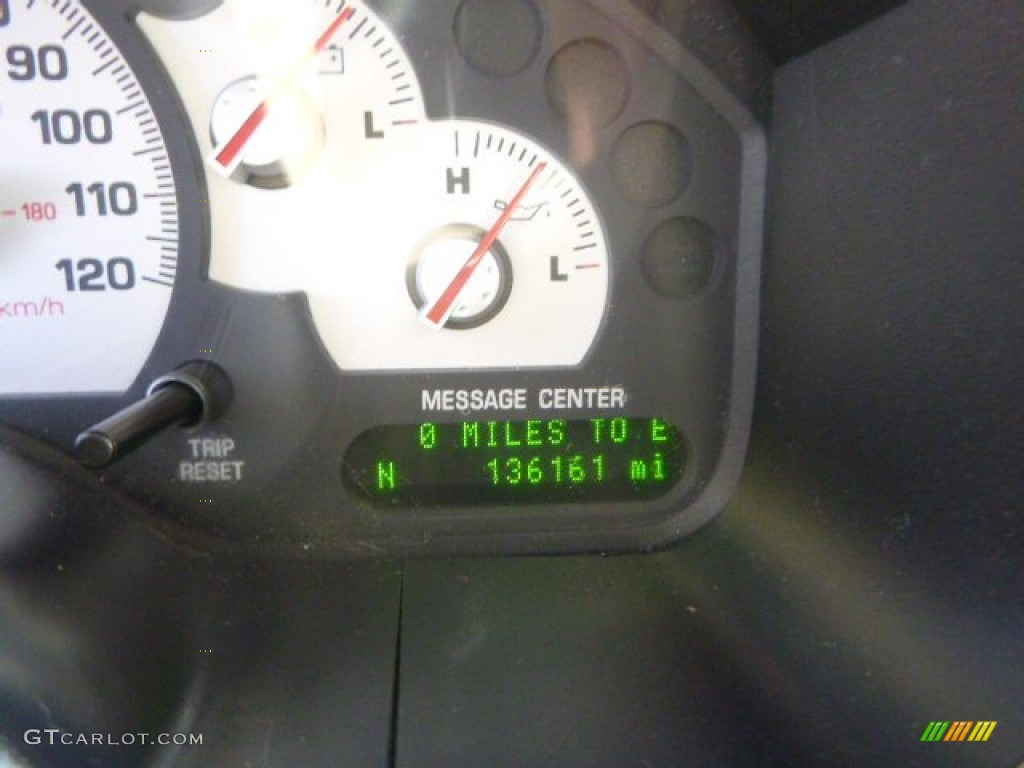 90
100
110
- 180
120
km/h
L
H
L
MESSAGE CENTER
0 MILES TO E
N 136161 mi
TRIP
RESET
GTCARLOT.COM